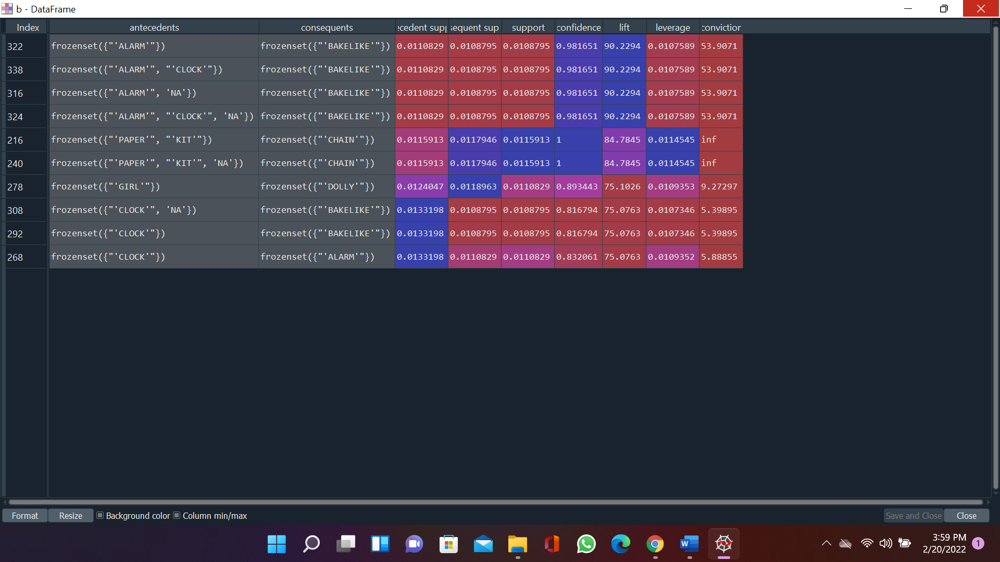 b - DataFrame
Index antecedents consequents ecedent supp sequent sup support confidence lift leverage conviction
322 frozenset({"'ALARM'"}) frozenset({"'BAKELIKE'"}) 0.0110829 0.0108795 0.0108795 0.981651 90.2294 0.0107589 53.9071
338 frozenset({"'ALARM'", "'CLOCK'"}) frozenset({"'BAKELIKE'"}) 0.0110829 0.0108795 0.0108795 0.981651 90.2294 0.0107589 53.9071
316 frozenset({"'ALARM'", 'NA'}) frozenset({"'BAKELIKE'"}) 0.0110829 0.0108795 0.0108795 0.981651 90.2294 0.0107589 53.9071
324 frozenset({"'ALARM'", "'CLOCK'", 'NA'}) frozenset({"'BAKELIKE'"}) 0.0110829 0.0108795 0.0108795 0.981651 90.2294 0.0107589 53.9071
216 frozenset({"'PAPER'", "'KIT'"}) frozenset({"'CHAIN'"}) 0.0115913 0.0117946 0.0115913 1 84.7845 0.0114545 inf
240 frozenset({"'PAPER'", "'KIT'", 'NA'}) frozenset({"'CHAIN'"}) 0.0115913 0.0117946 0.0115913 1 84.7845 0.0114545 inf
278 frozenset({"'GIRL'"}) frozenset({"'DOLLY'"}) 0.0124047 0.0118963 0.0110829 0.893443 75.1026 0.0109353 9.27297
308 frozenset({"'CLOCK'", 'NA'}) frozenset({"'BAKELIKE'"}) 0.0133198 0.0108795 0.0108795 0.816794 75.0763 0.0107346 5.39895
292 frozenset({"'CLOCK'"}) frozenset({"'BAKELIKE'"}) 0.0133198 0.0108795 0.0108795 0.816794 75.0763 0.0107346 5.39895
268 frozenset({"'CLOCK'"}) frozenset({"'ALARM'"}) 0.0133198 0.0110829 0.0110829 0.832061 75.0763 0.0109352 5.88855
Format Resize Background color Column min/max Save and Close Close
W 3:59 PM
2/20/2022 1